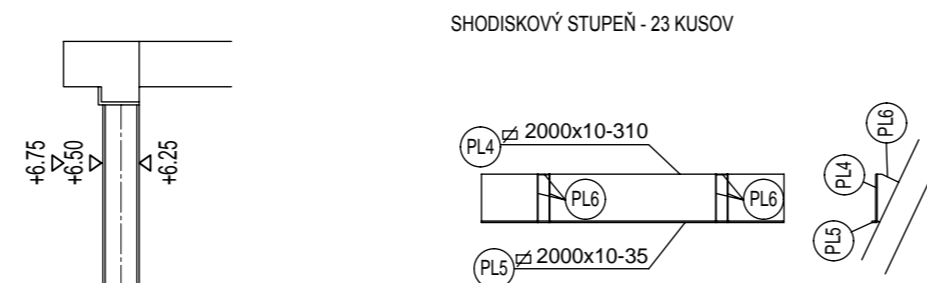 SHODISKOVÝ STUPEŇ - 23 KUSOV
+6.75
+6.50
+6.25
PL4 2000x10-310
PL6
PL6
PL5 2000x10-35
PL6
PL4
PL5